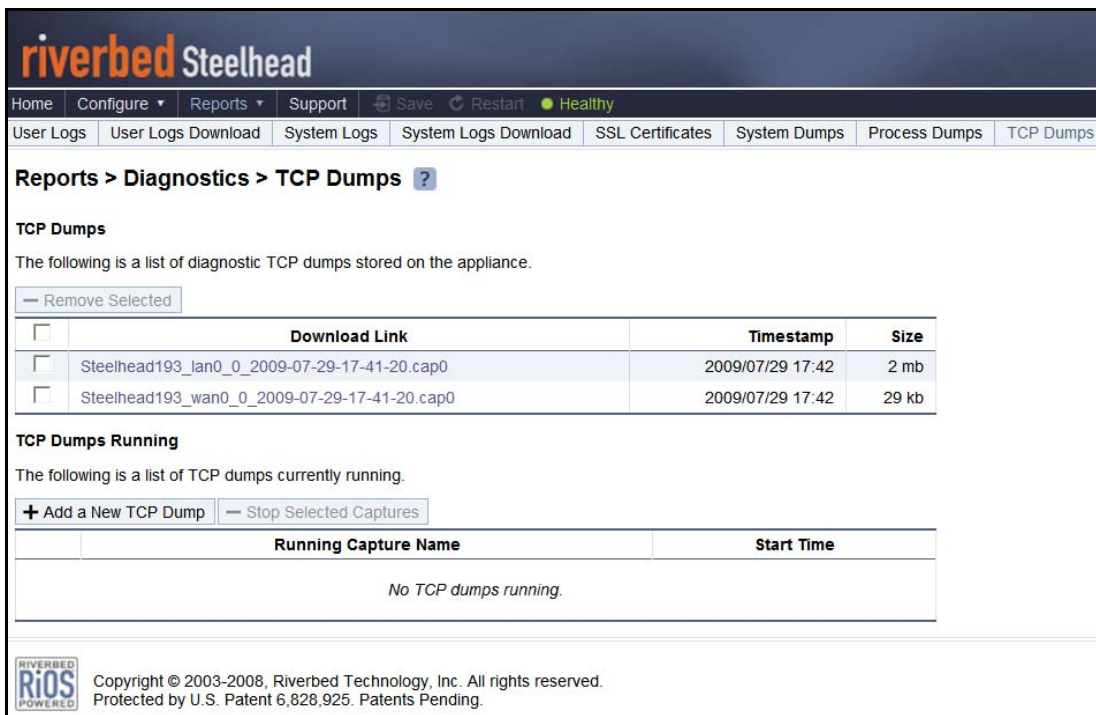 riverbed Steelhead
Home Configure ▾ Reports ▾ Support Save Restart Healthy
User Logs User Logs Download System Logs System Logs Download SSL Certificates System Dumps Process Dumps TCP Dumps
Reports > Diagnostics > TCP Dumps ?
TCP Dumps
The following is a list of diagnostic TCP dumps stored on the appliance.
Remove Selected
Download Link Timestamp Size
Steelhead193_lan0_0_2009-07-29-17-41-20.cap0 2009/07/29 17:42 2 mb
Steelhead193_wan0_0_2009-07-29-17-41-20.cap0 2009/07/29 17:42 29 kb
TCP Dumps Running
The following is a list of TCP dumps currently running.
Add a New TCP Dump Stop Selected Captures
Running Capture Name Start Time
No TCP dumps running.
RIVERBED
RiOS
POWERED
Copyright © 2003-2008, Riverbed Technology, Inc. All rights reserved.
Protected by U.S. Patent 6,828,925. Patents Pending.